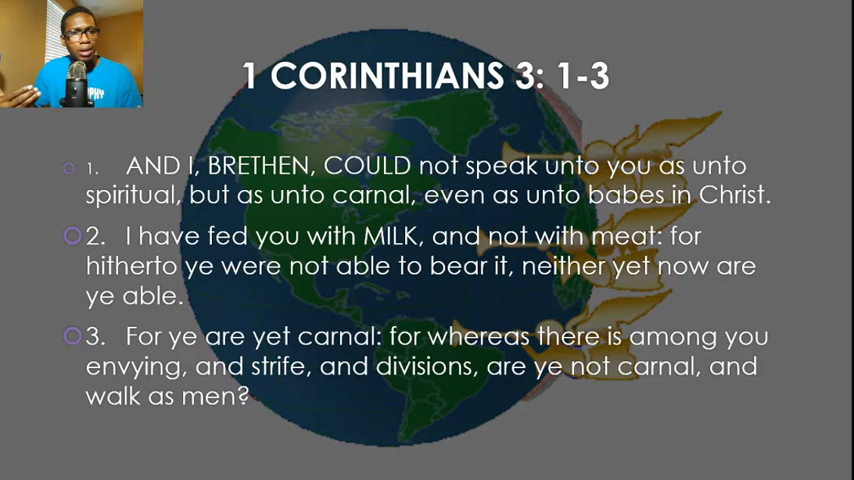 1 CORINTHIANS 3: 1-3
1. AND I, BRETHEN, COULD not speak unto you as unto
spiritual, but as unto carnal, even as unto babes in Christ.
2. I have fed you with MILK, and not with meat: for
hitherto ye were not able to bear it, neither yet now are
ye able.
3. For ye are yet carnal: for whereas there is among you
envying, and strife, and divisions, are ye not carnal, and
walk as men?